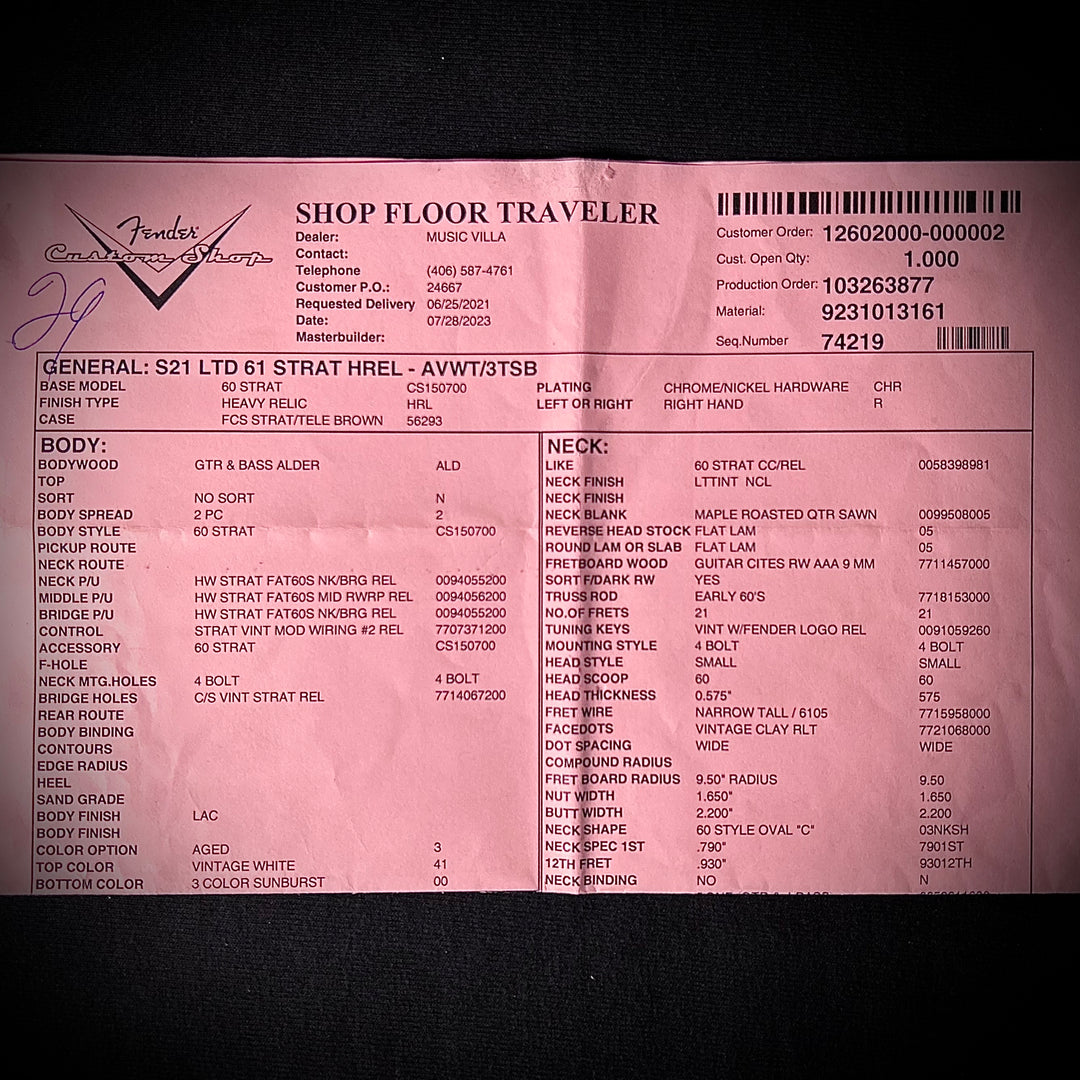 Fender
Custom Shop
SHOP FLOOR TRAVELER
Dealer: MUSIC VILLA
Contact:
Telephone (406) 587-4761
Customer P.O.: 24667
Requested Delivery 06/25/2021
Date: 07/28/2023
Masterbuilder:
Customer Order: 12602000-000002
Cust. Open Qty: 1.000
Production Order: 103263877
Material: 9231013161
Seq.Number 74219
GENERAL: S21 LTD 61 STRAT HREL - AVWT/3TSB
BASE MODEL 60 STRAT CS150700 PLATING CHROME/NICKEL HARDWARE CHR
FINISH TYPE HEAVY RELIC HRL LEFT OR RIGHT RIGHT HAND R
CASE FCS STRAT/TELE BROWN 56293
BODY:
BODYWOOD GTR & BASS ALDER ALD
TOP
SORT NO SORT N
BODY SPREAD 2 PC 2
BODY STYLE 60 STRAT CS150700
PICKUP ROUTE
NECK ROUTE
NECK P/U HW STRAT FAT60S NK/BRG REL 0094055200
MIDDLE P/U HW STRAT FAT60S MID RWRP REL 0094056200
BRIDGE P/U HW STRAT FAT60S NK/BRG REL 0094055200
CONTROL STRAT VINT MOD WIRING #2 REL 7707371200
ACCESSORY 60 STRAT CS150700
F-HOLE
NECK MTG.HOLES 4 BOLT 4 BOLT
BRIDGE HOLES C/S VINT STRAT REL 7714067200
REAR ROUTE
BODY BINDING
CONTOURS
EDGE RADIUS
HEEL
SAND GRADE
BODY FINISH LAC
BODY FINISH
COLOR OPTION AGED 3
TOP COLOR VINTAGE WHITE 41
BOTTOM COLOR 3 COLOR SUNBURST 00
NECK:
LIKE 60 STRAT CC/REL 0058398981
NECK FINISH LTTINT NCL
NECK FINISH
NECK BLANK MAPLE ROASTED QTR SAWN 0099508005
REVERSE HEAD STOCK FLAT LAM 05
ROUND LAM OR SLAB FLAT LAM 05
FRETBOARD WOOD GUITAR CITES RW AAA 9 MM 7711457000
SORT F/DARK RW YES
TRUSS ROD EARLY 60'S 7718153000
NO.OF FRETS 21 21
TUNING KEYS VINT W/FENDER LOGO REL 0091059260
MOUNTING STYLE 4 BOLT 4 BOLT
HEAD STYLE SMALL SMALL
HEAD SCOOP 60 60
HEAD THICKNESS 0.575" 575
FRET WIRE NARROW TALL / 6105 7715958000
FACEDOTS VINTAGE CLAY RLT 7721068000
DOT SPACING WIDE WIDE
COMPOUND RADIUS
FRET BOARD RADIUS 9.50" RADIUS 9.50
NUT WIDTH 1.650" 1.650
BUTT WIDTH 2.200" 2.200
NECK SHAPE 60 STYLE OVAL "C" 03NKSH
NECK SPEC 1ST .790" 7901ST
12TH FRET .930" 93012TH
NECK BINDING NO N